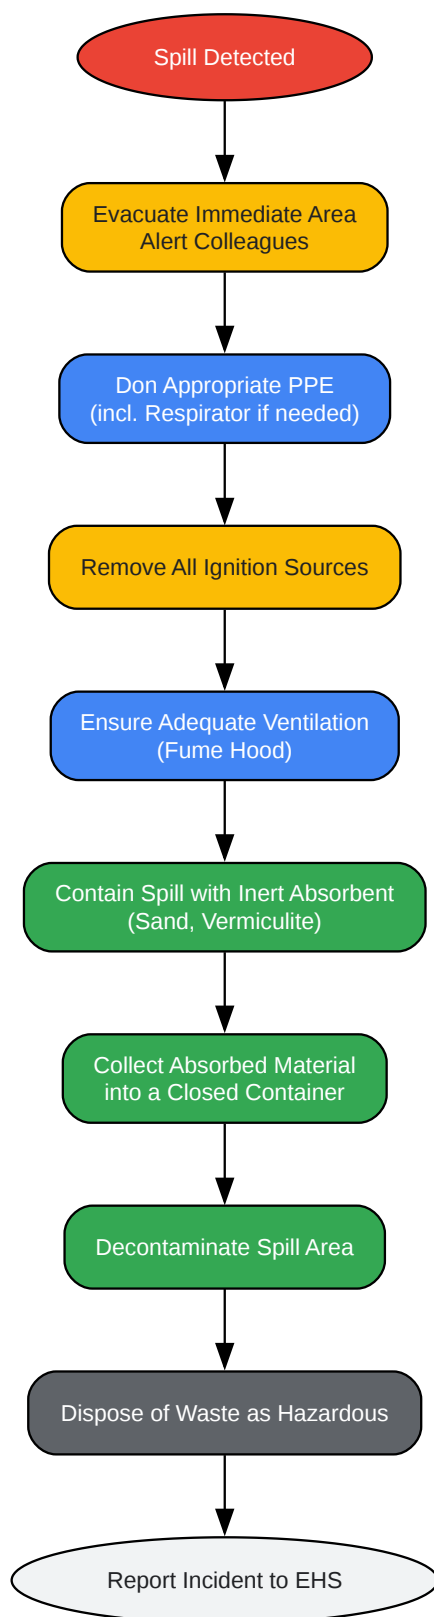 Spill Detected
Evacuate Immediate Area
Alert Colleagues
Don Appropriate PPE
(incl. Respirator if needed)
Remove All Ignition Sources
Ensure Adequate Ventilation
(Fume Hood)
Contain Spill with Inert Absorbent
(Sand, Vermiculite)
Collect Absorbed Material
into a Closed Container
Decontaminate Spill Area
Dispose of Waste as Hazardous
Report Incident to EHS